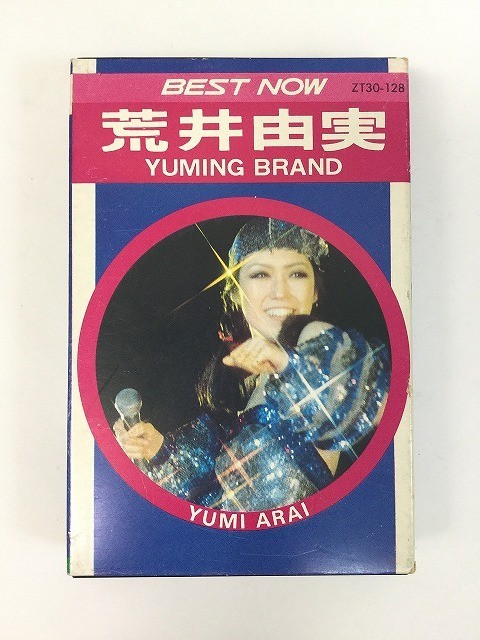 BEST NOW
ZT30-128
荒井由実
YUMING BRAND
YUMI ARAI